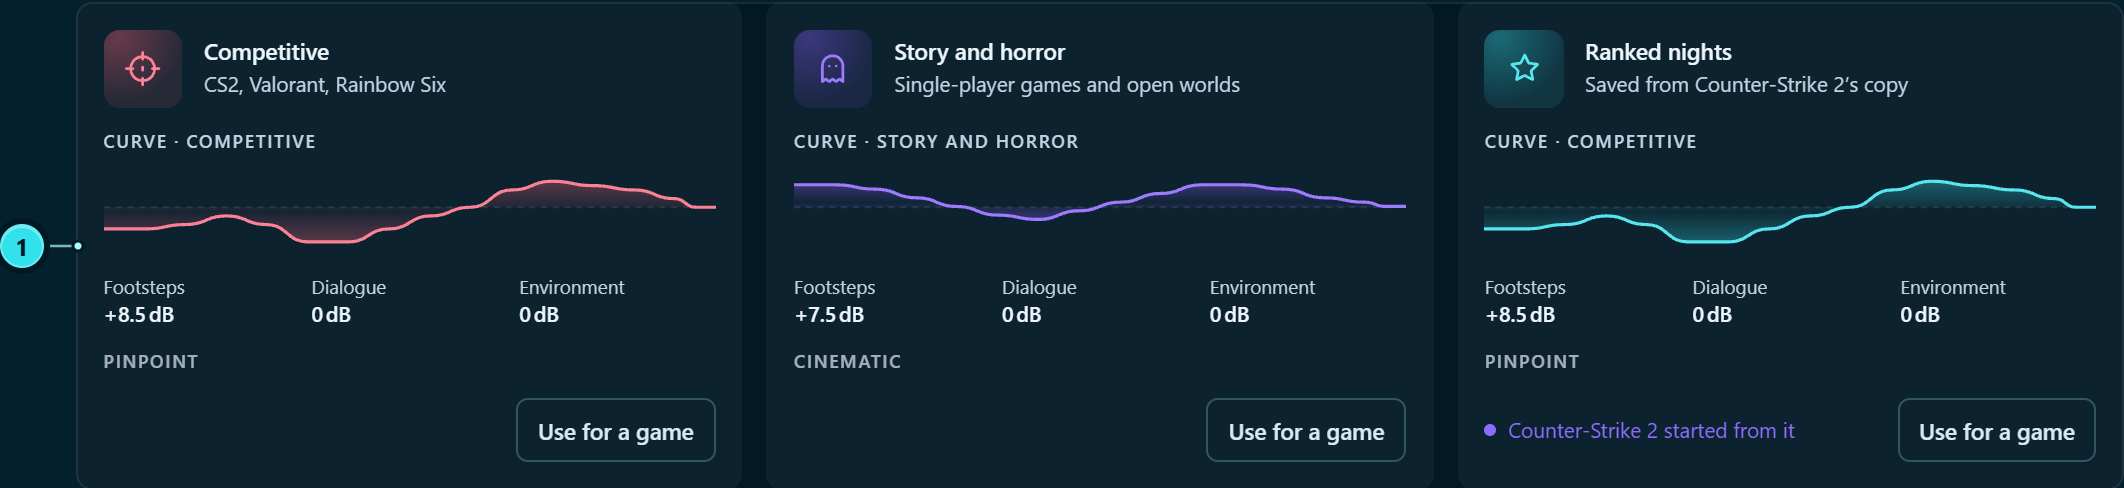 Competitive
CS2, Valorant, Rainbow Six
CURVE · COMPETITIVE
Footsteps
+8.5 dB
Dialogue
0 dB
Environment
0 dB
PINPOINT
Use for a game
1
Story and horror
Single-player games and open worlds
CURVE · STORY AND HORROR
Footsteps
+7.5 dB
Dialogue
0 dB
Environment
0 dB
CINEMATIC
Use for a game
Ranked nights
Saved from Counter-Strike 2’s copy
CURVE · COMPETITIVE
Footsteps
+8.5 dB
Dialogue
0 dB
Environment
0 dB
PINPOINT
Counter-Strike 2 started from it
Use for a game